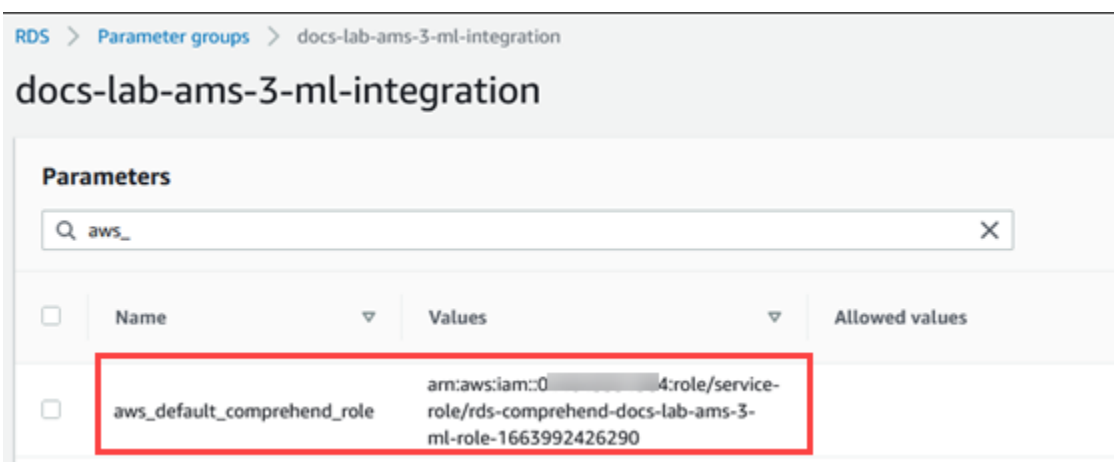 RDS > Parameter groups > docs-lab-ams-3-ml-integration
docs-lab-ams-3-ml-integration
Parameters
aws_
Name Values Allowed values
aws_default_comprehend_role
arn:aws:iam::0 4:role/service-
role/rds-comprehend-docs-lab-ams-3-
ml-role-1663992426290